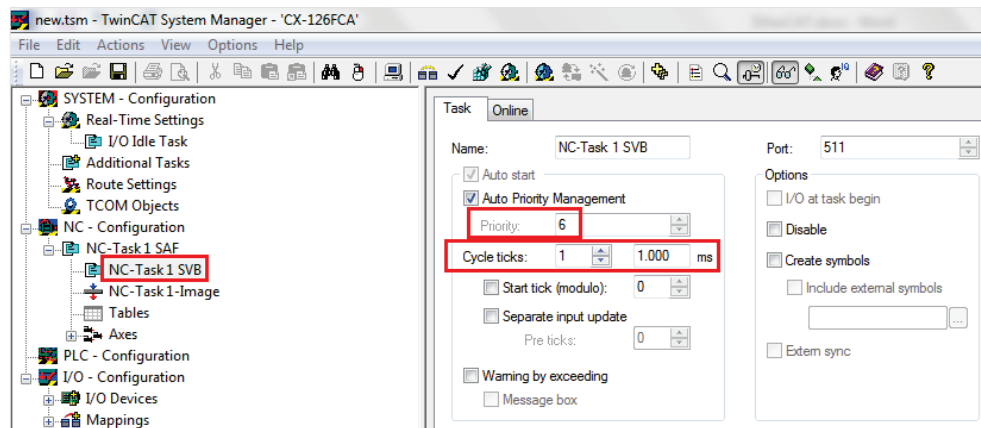 new.tsm - TwinCAT System Manager - 'CX-126FCA'
File Edit Actions View Options Help
SYSTEM - Configuration
Real-Time Settings
I/O Idle Task
Additional Tasks
Route Settings
TCOM Objects
NC - Configuration
NC-Task 1 SAF
NC-Task 1 SVB
NC-Task 1-Image
Tables
Axes
PLC - Configuration
I/O - Configuration
I/O Devices
Mappings
Task Online
Name: NC-Task 1 SVB Port: 511
Auto start Options
Auto Priority Management I/O at task begin
Priority: 6 Disable
Cycle ticks: 1 1.000 ms Create symbols
Start tick (modulo): 0 Include external symbols
Separate input update ...
Pre ticks: 0 Extern sync
Warning by exceeding
Message box